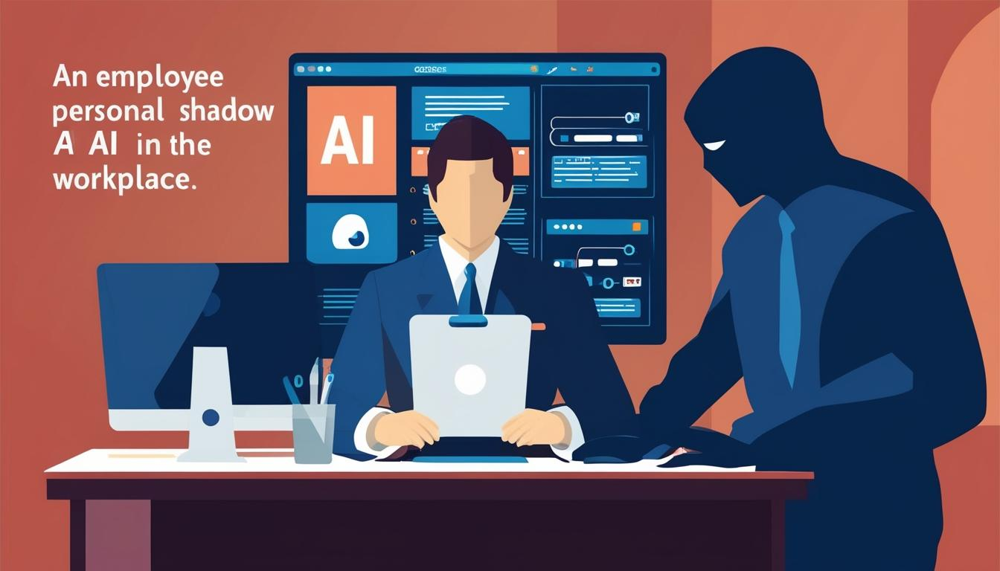 An employee
personal shadow
A AI in the
workplace.
AI